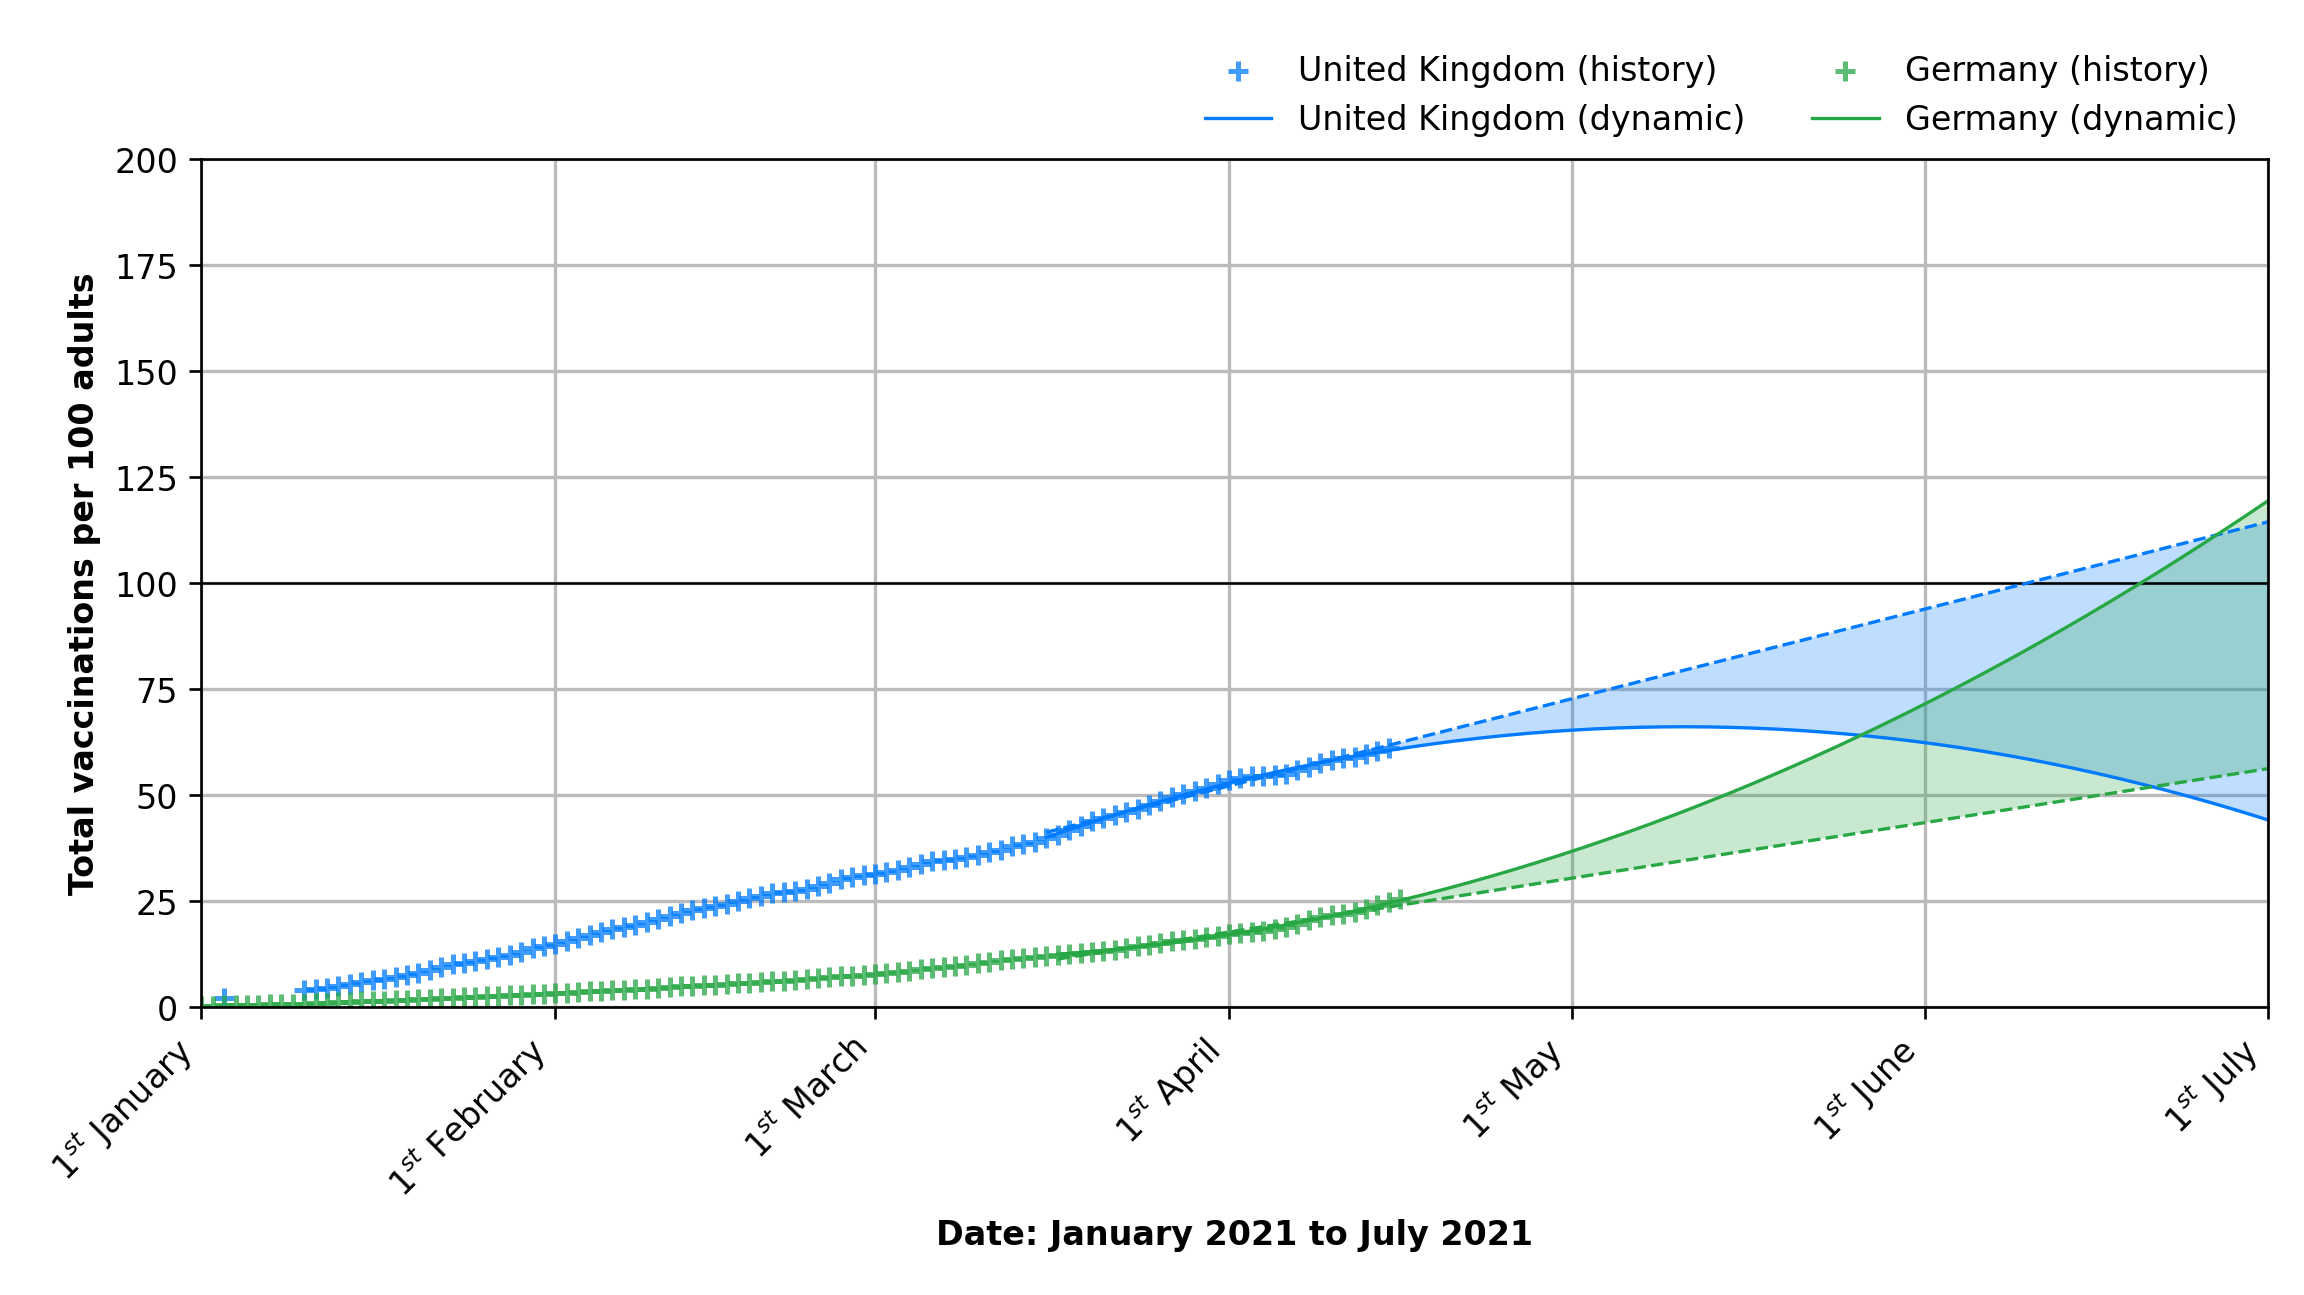 United Kingdom (history)
United Kingdom (dynamic)
Germany (history)
Germany (dynamic)
Total vaccinations per 100 adults
200
175
150
125
100
75
50
25
0
1st January
1st February
1st March
1st April
1st May
1st June
1st July
Date: January 2021 to July 2021